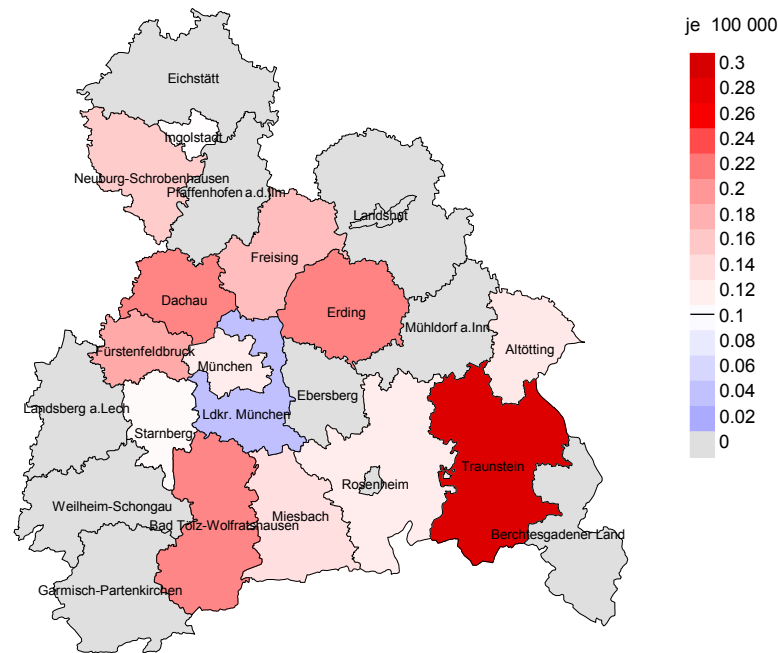 je 100 000
0.3
0.28
0.26
0.24
0.22
0.2
0.18
0.16
0.14
0.12
0.1
0.08
0.06
0.04
0.02
0
Eichstätt
Ingolstadt
Neuburg-Schrobenhausen
Pfaffenhofen a.d.Ilm
Landshut
Freising
Dachau
Erding
Mühldorf a.Inn
Altötting
Fürstenfeldbruck
München
Ebersberg
Landsberg a.Lech
Ldkr. München
Starnberg
Traunstein
Rosenheim
Weilheim-Schongau
Miesbach
Bad Tölz-Wolfratshausen
Berchtesgadener Land
Garmisch-Partenkirchen